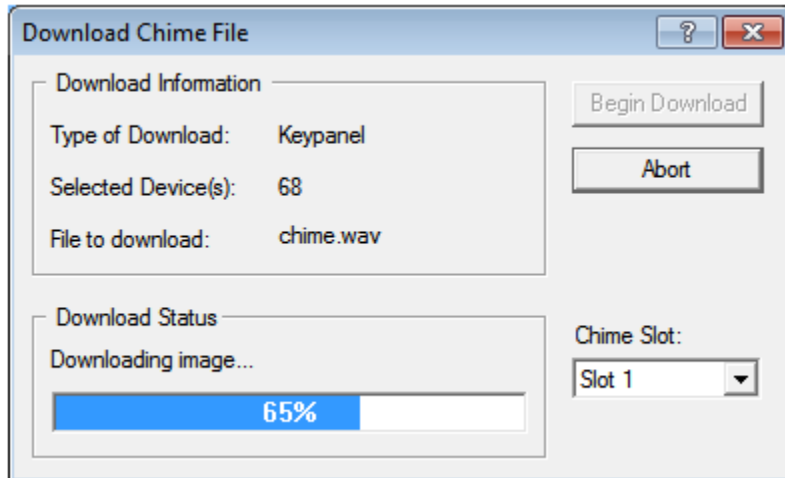 Download Chime File
Download Information
Type of Download: Keypanel
Selected Device(s): 68
File to download: chime.wav
Begin Download
Abort
Download Status
Downloading image...
65%
Chime Slot:
Slot 1